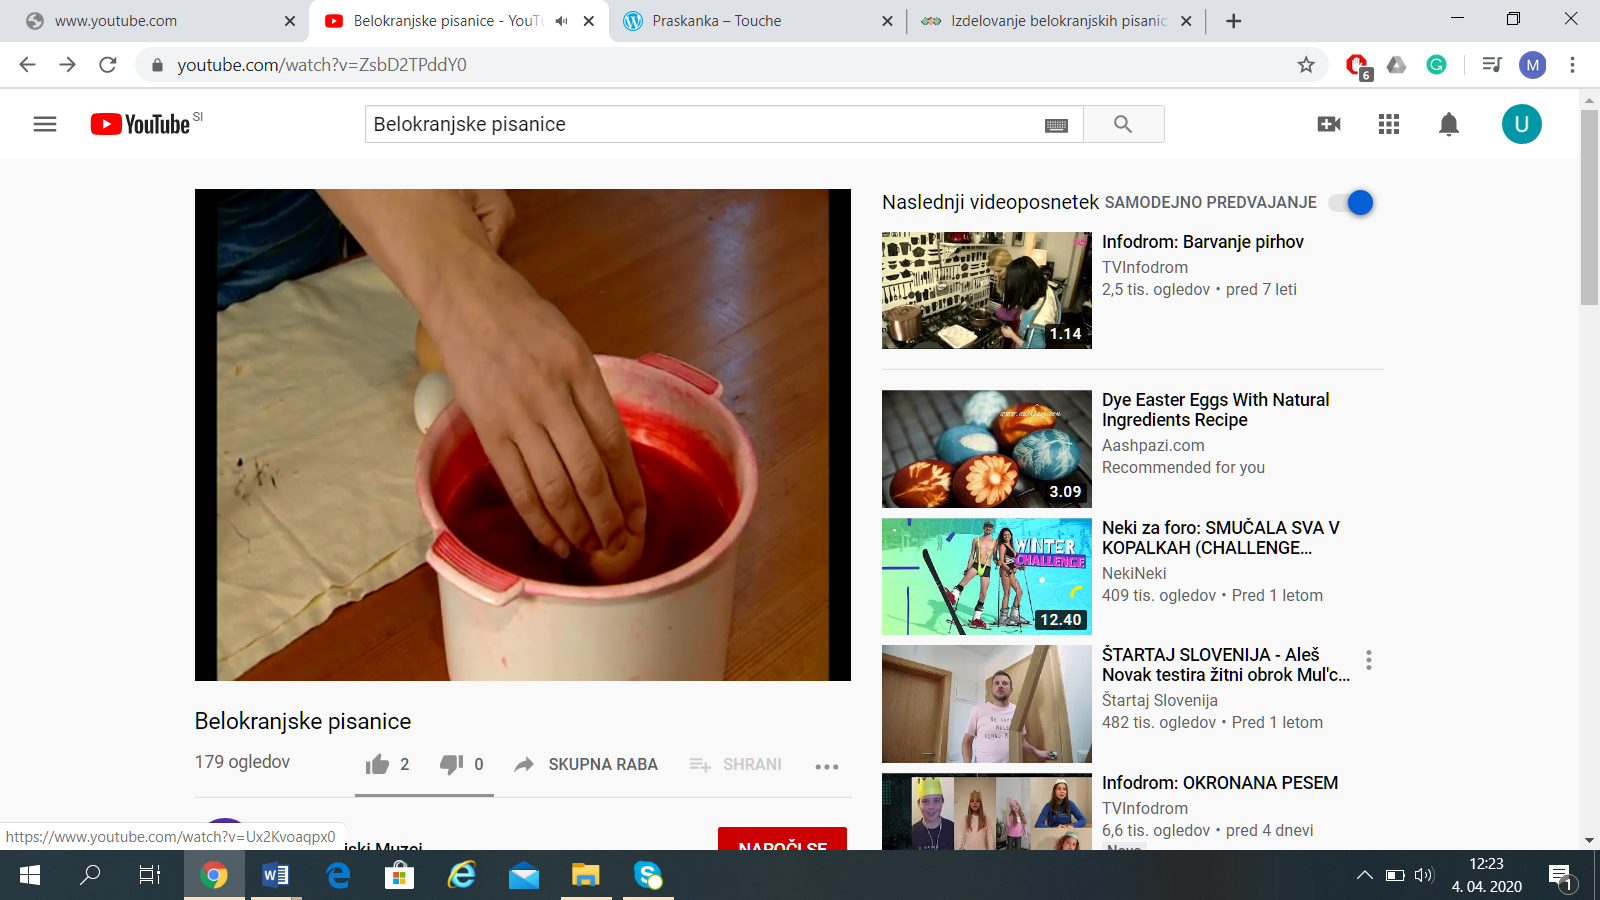 www.youtube.com
Belokranjske pisanice - YouTu
Praskanka – Touche
Izdelovanje belokranjskih pisanic
youtube.com/watch?v=ZsbD2TPddY0
6
M
YouTube SI
Belokranjske pisanice
U
Naslednji videoposnetek
SAMODEJNO PREDVAJANJE
1.14
Infodrom: Barvanje pirhov
TVInfodrom
2,5 tis. ogledov • pred 7 leti
3.09
Dye Easter Eggs With Natural
Ingredients Recipe
Aashpazi.com
Recommended for you
WINTER
CHALLENGE
12.40
Neki za foro: SMUČALA SVA V
KOPALKAH (CHALLENGE...
NekiNeki
409 tis. ogledov • Pred 1 letom
ŠTARTAJ SLOVENIJA - Aleš
Novak testira žitni obrok Mul'c...
Štartaj Slovenija
482 tis. ogledov • Pred 1 letom
Infodrom: OKRONANA PESEM
TVInfodrom
6,6 tis. ogledov • pred 4 dnevi
Novo
Belokranjske pisanice
179 ogledov
2
0
SKUPNA RABA
SHRANI
jski Muzej
NAROČI SE
https://www.youtube.com/watch?v=Ux2Kvoaqpx0
12:23
4. 04. 2020
1